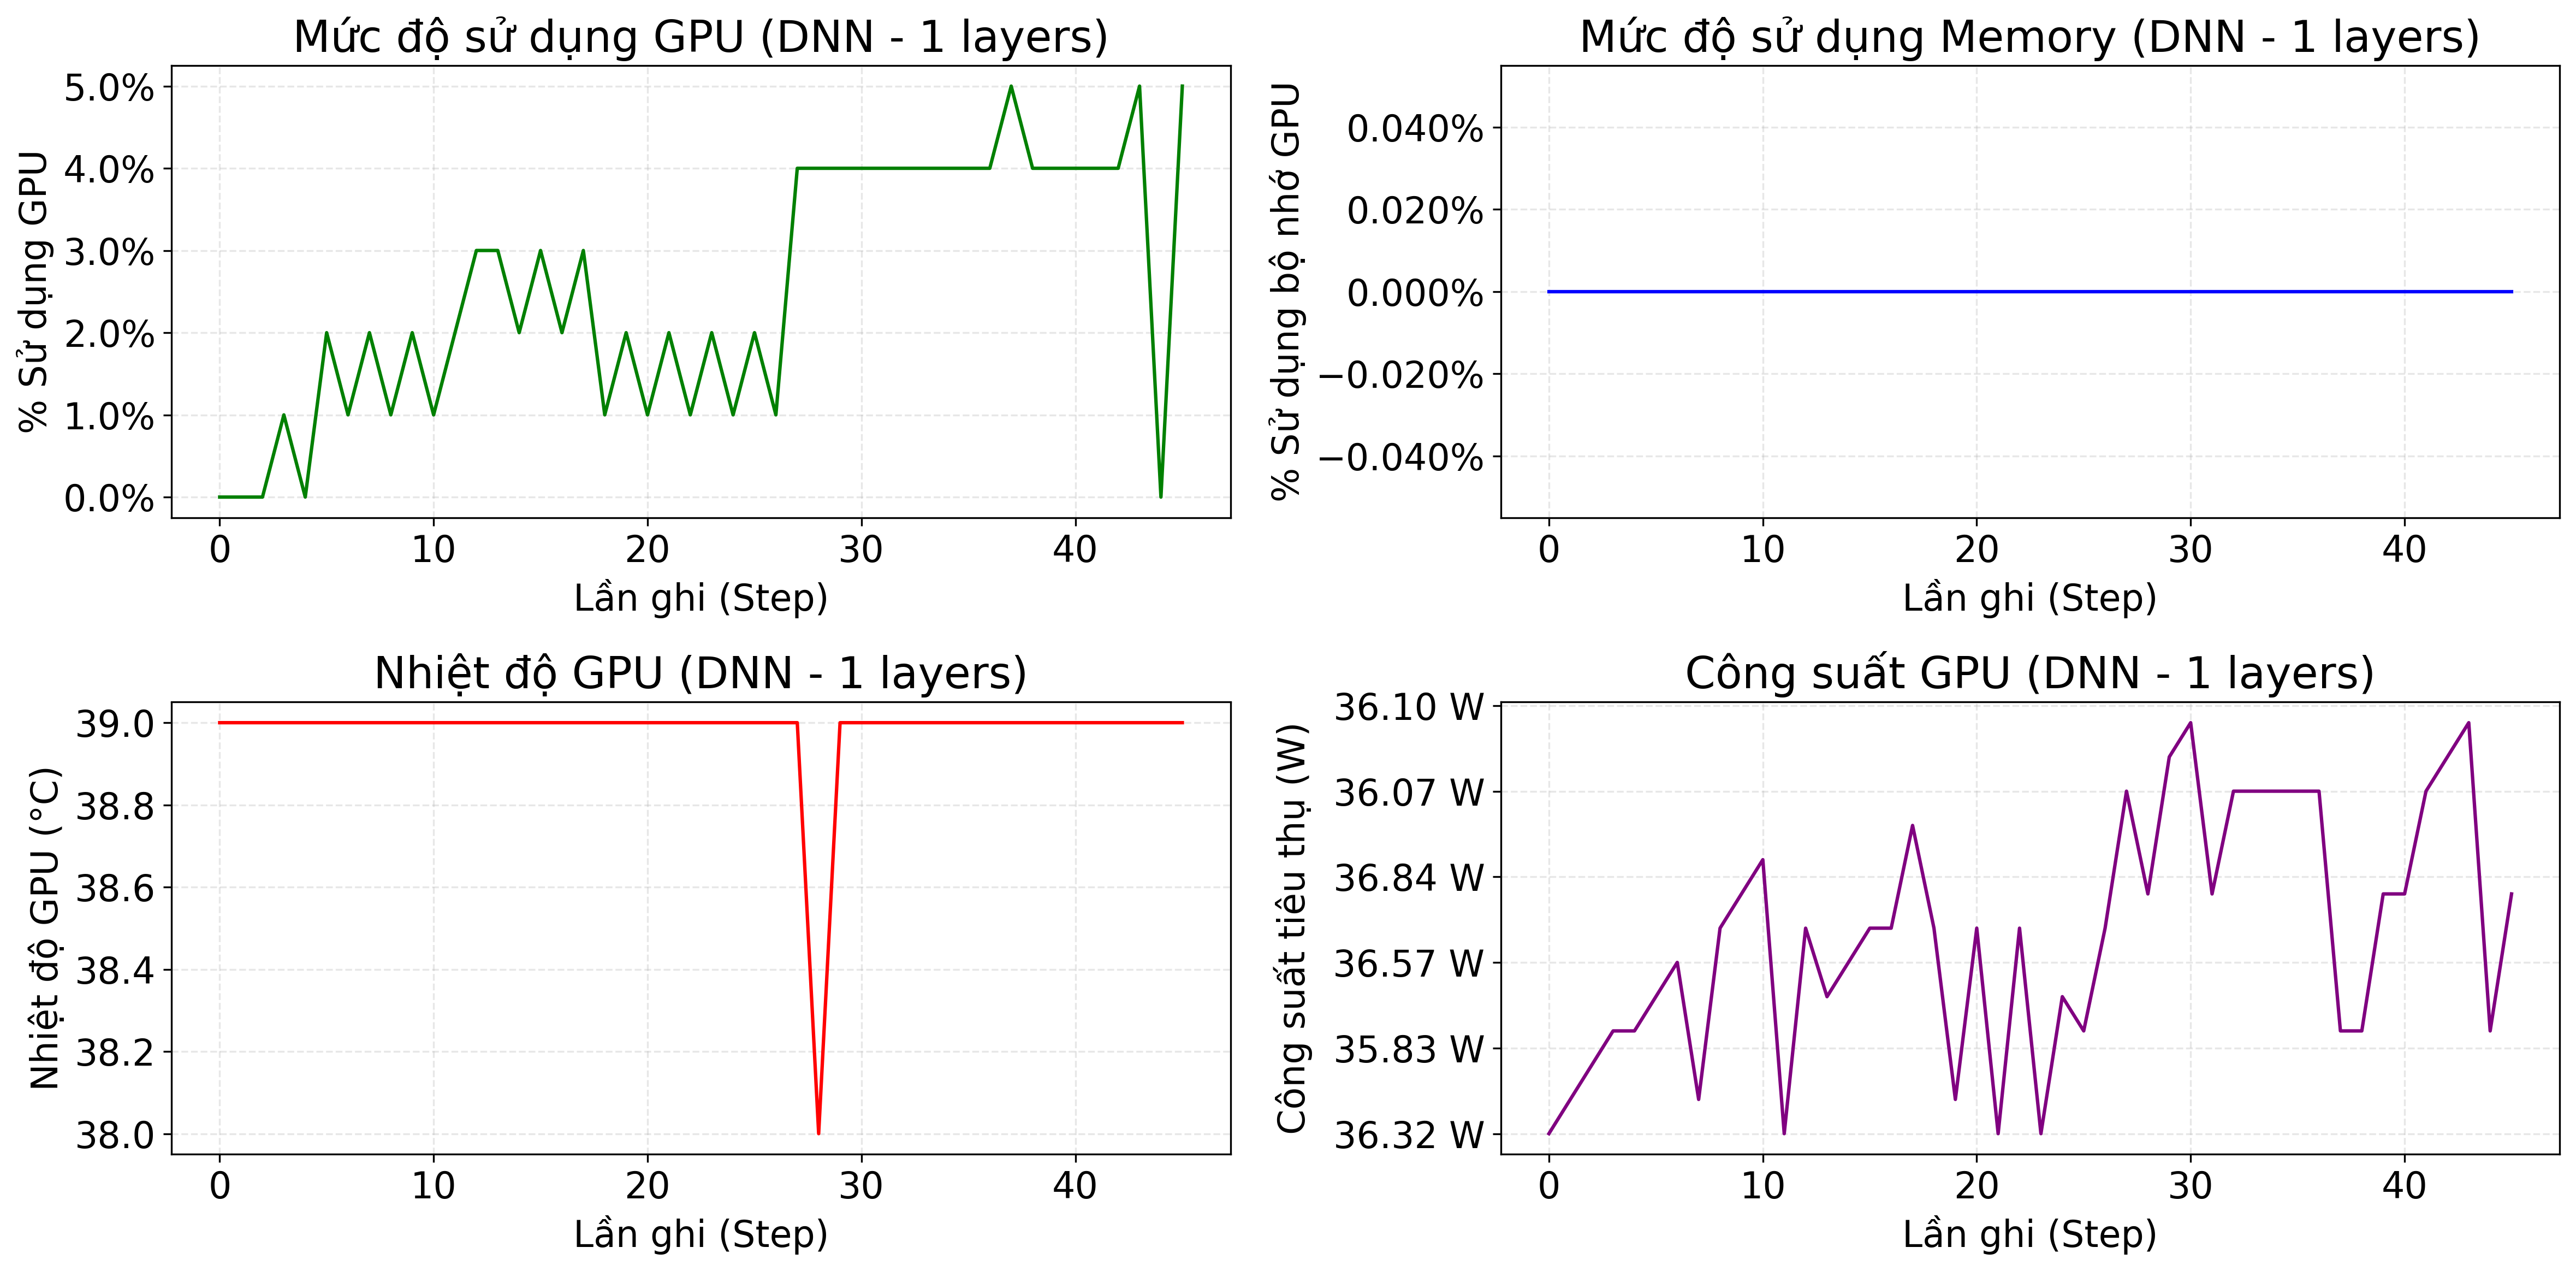 Mức độ sử dụng GPU (DNN - 1 layers)
% Sử dụng GPU
5.0%
4.0%
3.0%
2.0%
1.0%
0.0%
0 10 20 30 40
Lần ghi (Step)
Mức độ sử dụng Memory (DNN - 1 layers)
% Sử dụng bộ nhớ GPU
0.040%
0.020%
0.000%
−0.020%
−0.040%
0 10 20 30 40
Lần ghi (Step)
Nhiệt độ GPU (DNN - 1 layers)
Nhiệt độ GPU (°C)
39.0
38.8
38.6
38.4
38.2
38.0
0 10 20 30 40
Lần ghi (Step)
Công suất GPU (DNN - 1 layers)
Công suất tiêu thụ (W)
36.10 W
36.07 W
36.84 W
36.57 W
35.83 W
36.32 W
0 10 20 30 40
Lần ghi (Step)